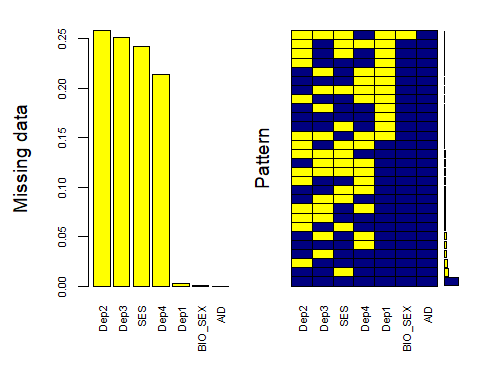 Missing data
0.25
0.20
0.15
0.10
0.05
0.00
Dep2
Dep3
SES
Dep4
Dep1
BIO_SEX
AID
Pattern
Dep2
Dep3
SES
Dep4
Dep1
BIO_SEX
AID